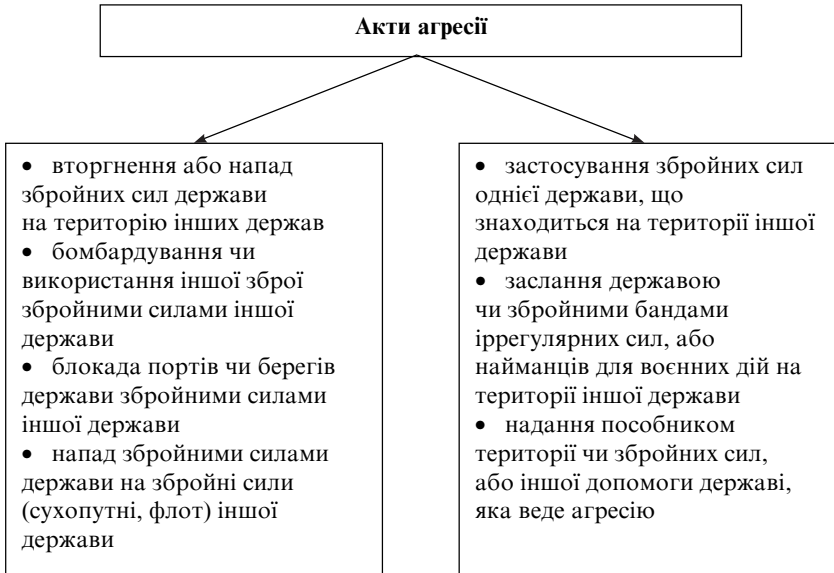 Акти агресії
• вторгнення або напад
збройних сил держави
на територію інших держав
• бомбардування чи
використання іншої зброї
збройними силами іншої
держави
• блокада портів чи берегів
держави збройними силами
іншої держави
• напад збройними силами
держави на збройні сили
(сухопутні, флот) іншої
держави
• застосування збройних сил
однієї держави, що
знаходиться на території іншої
держави
• заслання державою
чи збройними бандами
іррегулярних сил, або
найманців для воєнних дій на
території іншої держави
• надання пособником
території чи збройних сил,
або іншої допомоги державі,
яка веде агресію